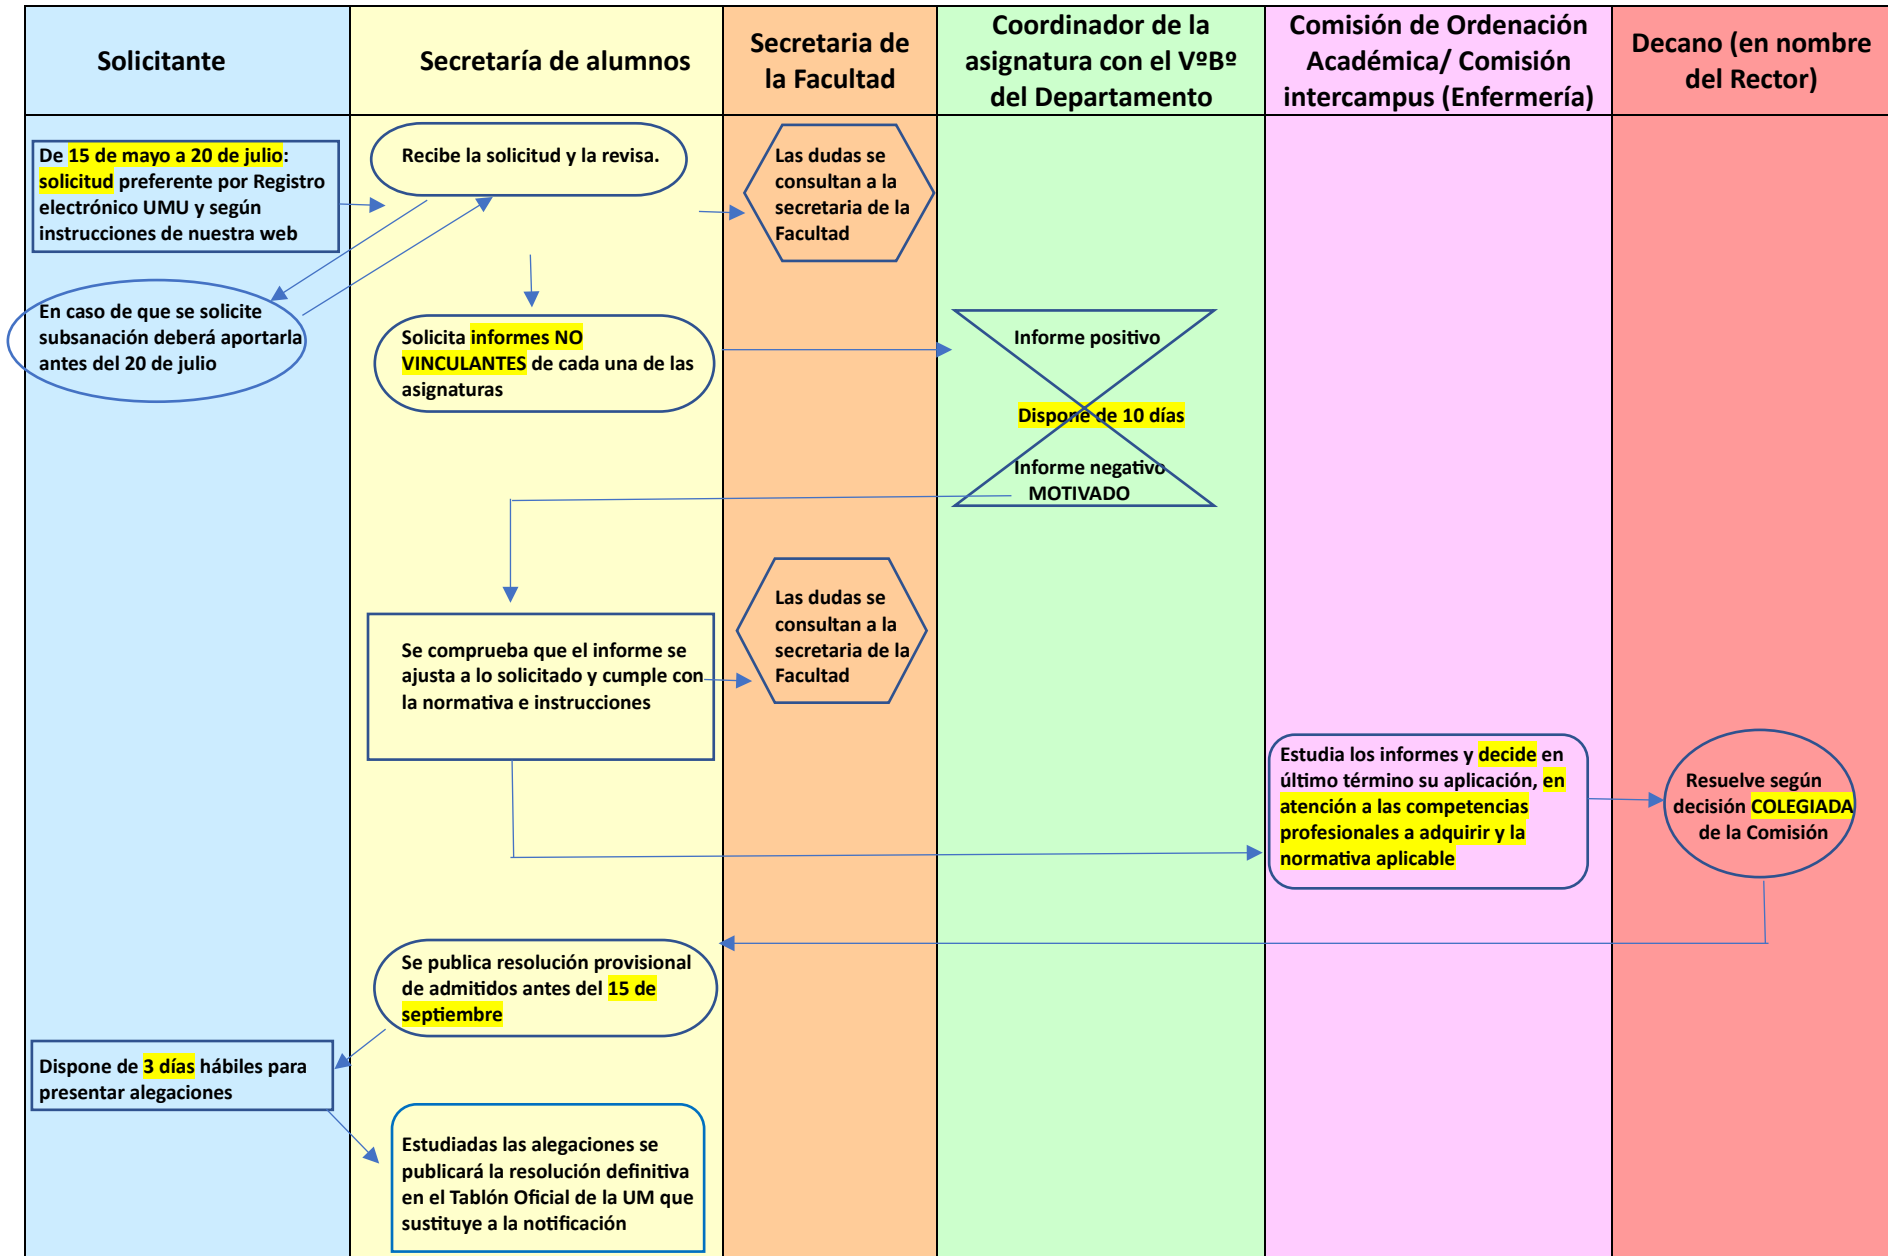 Solicitante
Secretaría de alumnos
Secretaria de
la Facultad
Coordinador de la
asignatura con el VºBº
del Departamento
Comisión de Ordenación
Académica/ Comisión
intercampus (Enfermería)
Decano (en nombre
del Rector)
De 15 de mayo a 20 de julio:
solicitud preferente por Registro
electrónico UMU y según
instrucciones de nuestra web
Recibe la solicitud y la revisa.
Las dudas se
consultan a la
secretaria de la
Facultad
En caso de que se solicite
subsanación deberá aportarla
antes del 20 de julio
Solicita informes NO
VINCULANTES de cada una de las
asignaturas
Informe positivo
Dispone de 10 días
Informe negativo
MOTIVADO
Se comprueba que el informe se
ajusta a lo solicitado y cumple con
la normativa e instrucciones
Las dudas se
consultan a la
secretaria de la
Facultad
Estudia los informes y decide en
último término su aplicación, en
atención a las competencias
profesionales a adquirir y la
normativa aplicable
Resuelve según
decisión COLEGIADA
de la Comisión
Se publica resolución provisional
de admitidos antes del 15 de
septiembre
Dispone de 3 días hábiles para
presentar alegaciones
Estudiadas las alegaciones se
publicará la resolución definitiva
en el Tablón Oficial de la UM que
sustituye a la notificación